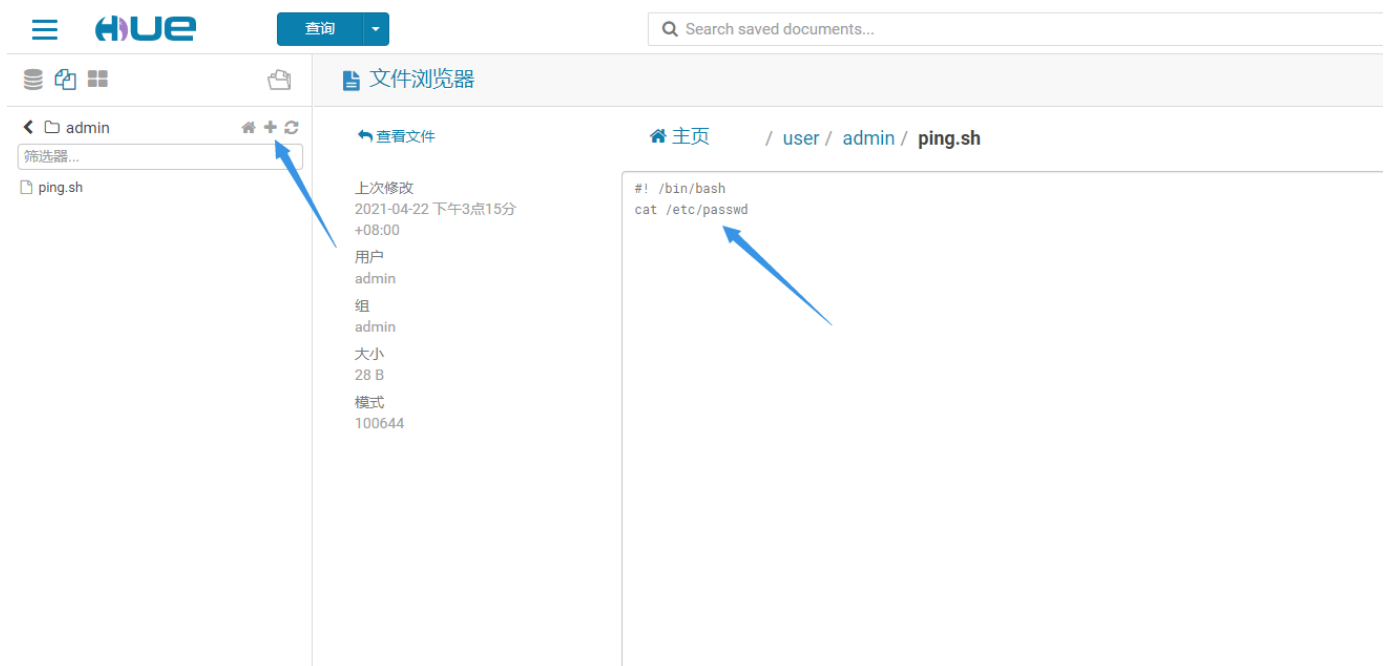 HUE
查询
Search saved documents...
文件浏览器
admin
筛选器...
ping.sh
查看文件
主页 / user / admin / ping.sh
上次修改
2021-04-22 下午3点15分
+08:00
用户
admin
组
admin
大小
28 B
模式
100644
#! /bin/bash
cat /etc/passwd